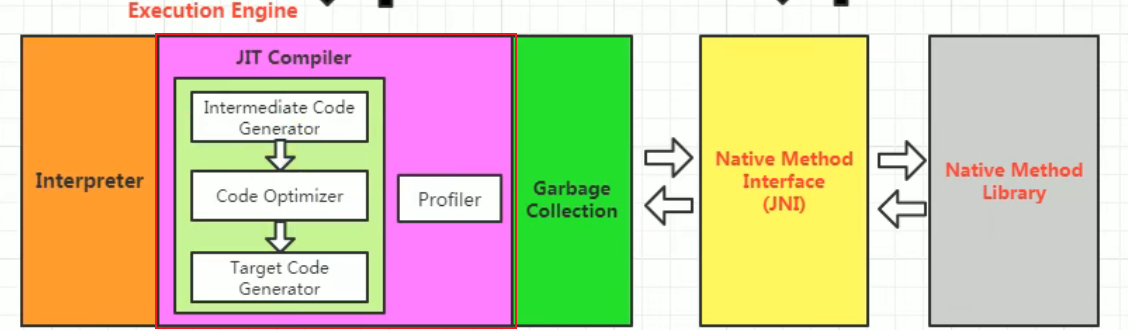 Execution Engine
JIT Compiler
Intermediate Code
Generator
Interpreter
Code Optimizer
Profiler
Target Code
Generator
Garbage
Collection
Native Method
Interface
(JNI)
Native Method
Library